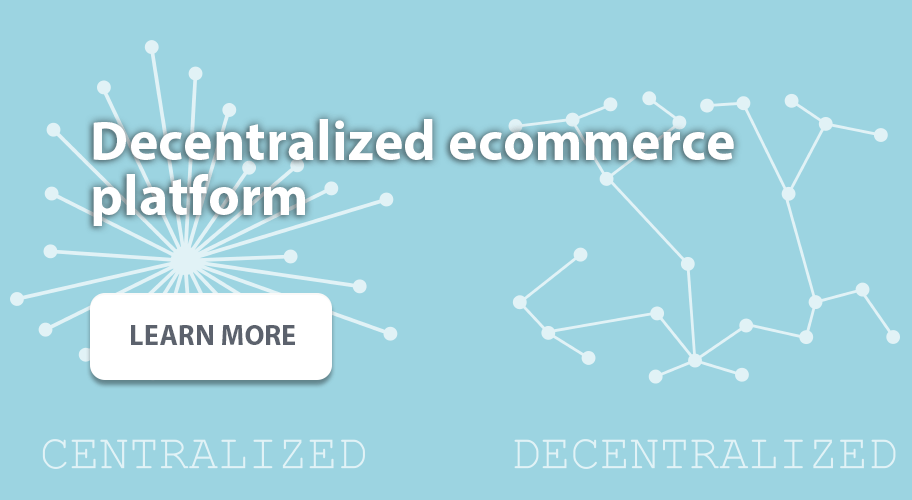 Decentralized ecommerce
platform
LEARN MORE
CENTRALIZED
DECENTRALIZED